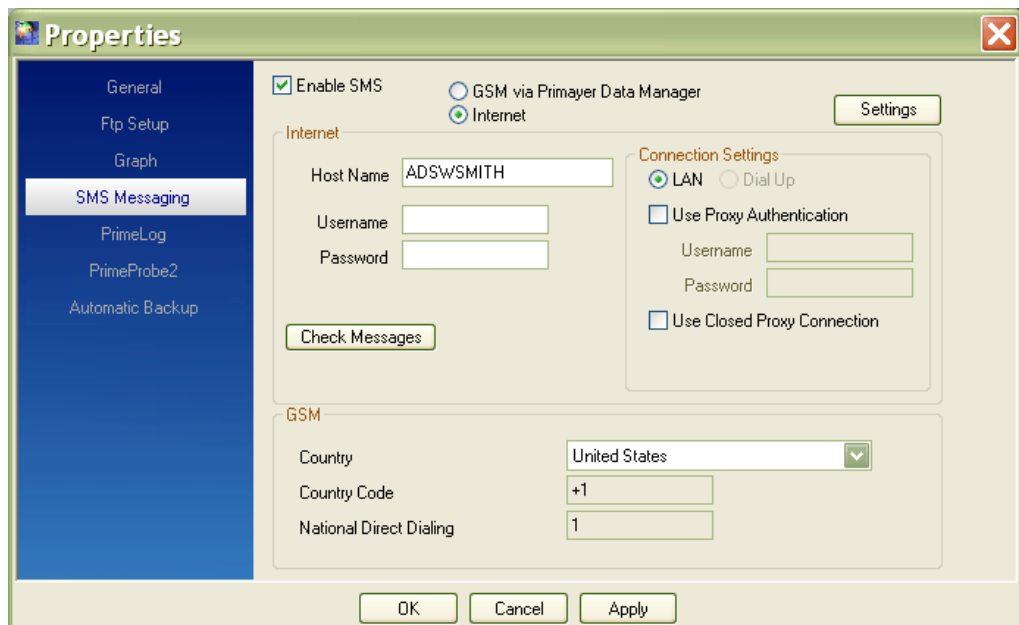 Properties
General
Ftp Setup
Graph
SMS Messaging
PrimeLog
PrimeProbe2
Automatic Backup
Enable SMS
GSM via Primayer Data Manager
Internet
Settings
Internet
Host Name ADSWSMITH
Username
Password
Check Messages
Connection Settings
LAN Dial Up
Use Proxy Authentication
Username
Password
Use Closed Proxy Connection
GSM
Country United States
Country Code +1
National Direct Dialing 1
OK Cancel Apply